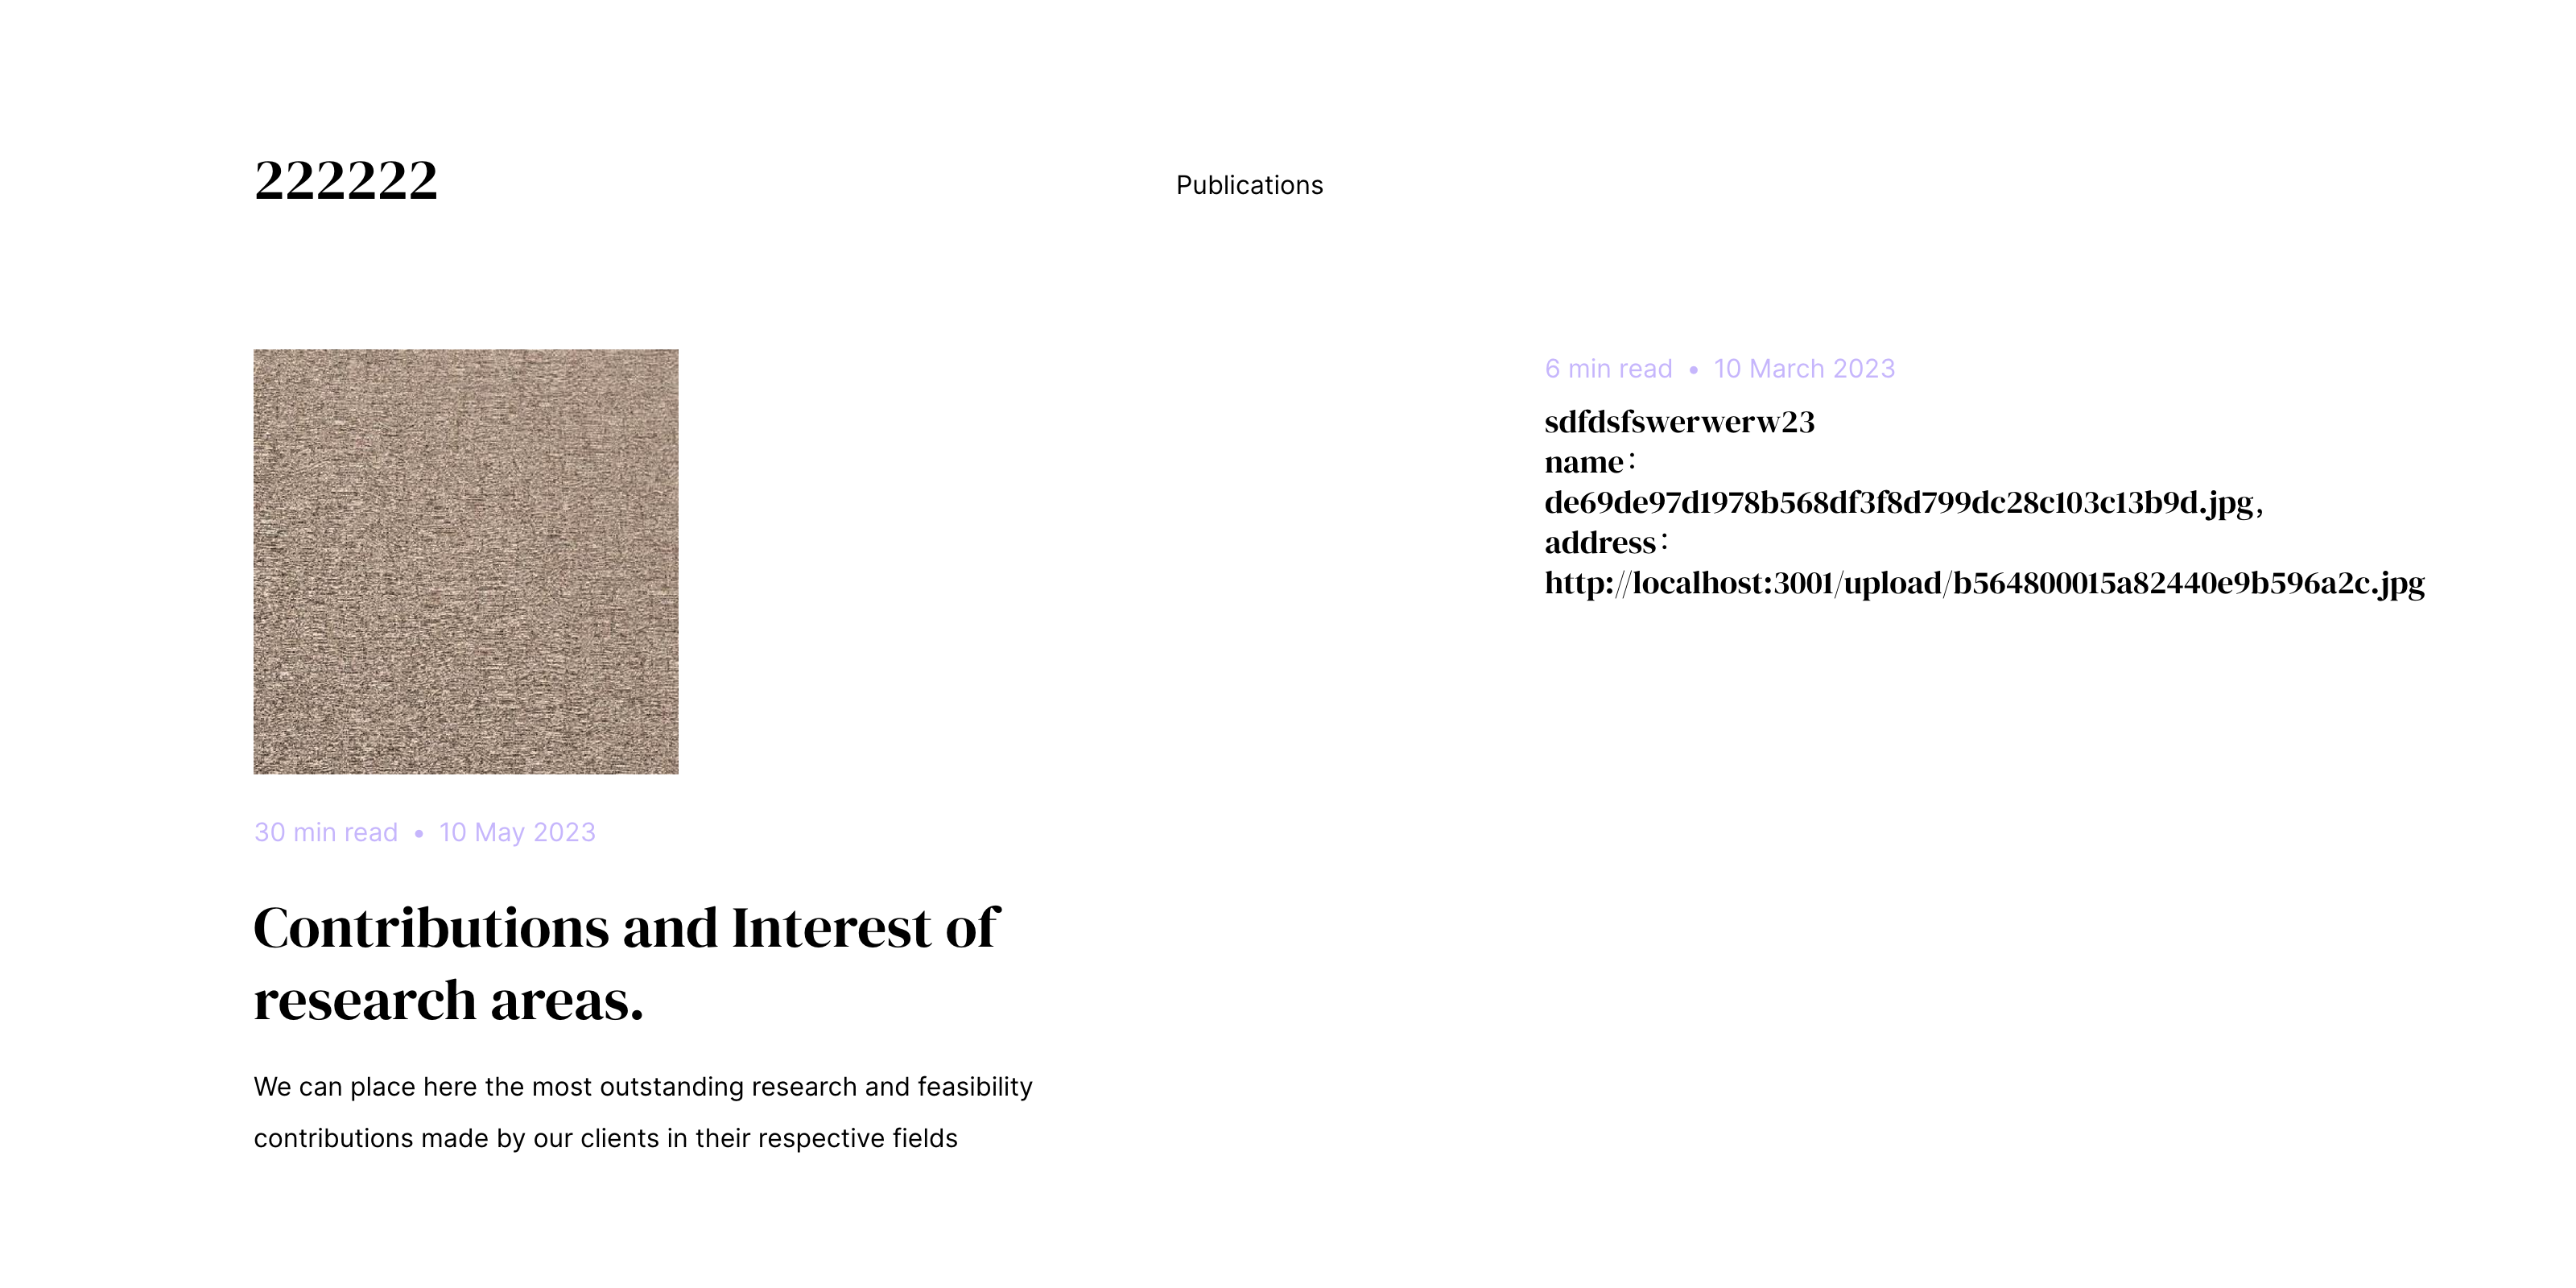 222222
Publications
30 min read • 10 May 2023
Contributions and Interest of
research areas.
We can place here the most outstanding research and feasibility
contributions made by our clients in their respective fields
6 min read • 10 March 2023
sdfdsfswerwerw23
name：
de69de97d1978b568df3f8d799dc28c103c13b9d.jpg，
address：
http://localhost:3001/upload/b564800015a82440e9b596a2c.jpg